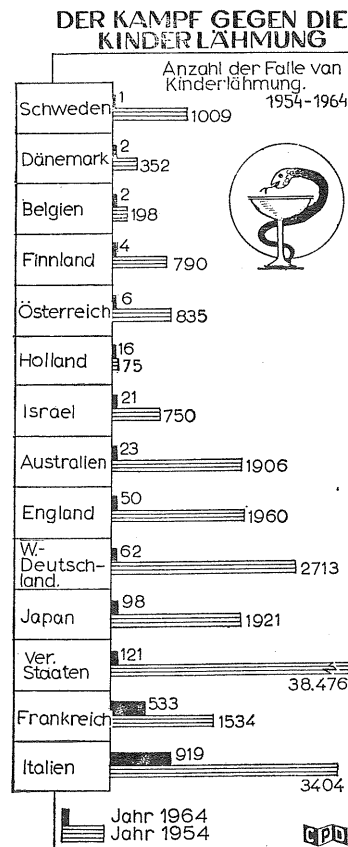 DER KAMPF GEGEN DIE
KINDERLÄHMUNG
Anzahl der Falle van
Kinderlähmung.
1954-1964
Schweden 1
1009
Dänemark 2
352
Belgien 2
198
Finnland 4
790
Österreich 6
835
Holland 16
75
Israel 21
750
Australien 23
1906
England 50
1960
W.-
Deutsch-
land. 62
2713
Japan 98
1921
Ver.
Staaten 121
38.476
Frankreich 533
1534
Italien 919
3404
Jahr 1964
Jahr 1954
CPD